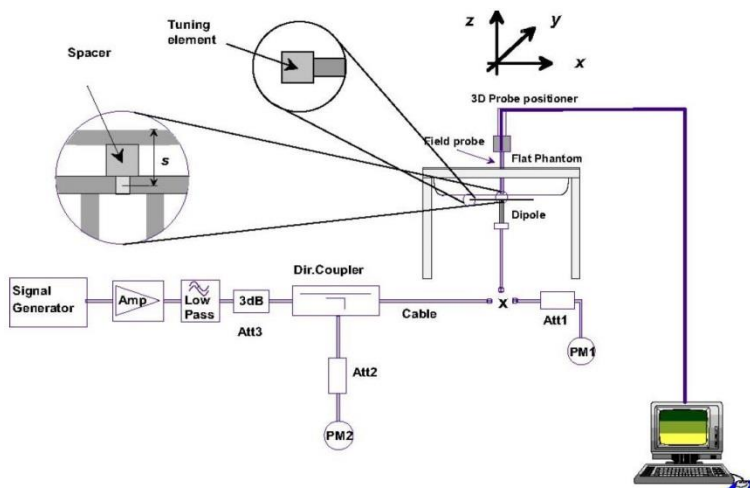 Tuning
element
Spacer
s
z
y
x
3D Probe positioner
Field probe
Flat Phantom
Dipole
Dir.Coupler
Signal
Generator
Amp
Low
Pass
3dB
Att3
Cable
x
Att1
PM1
Att2
PM2